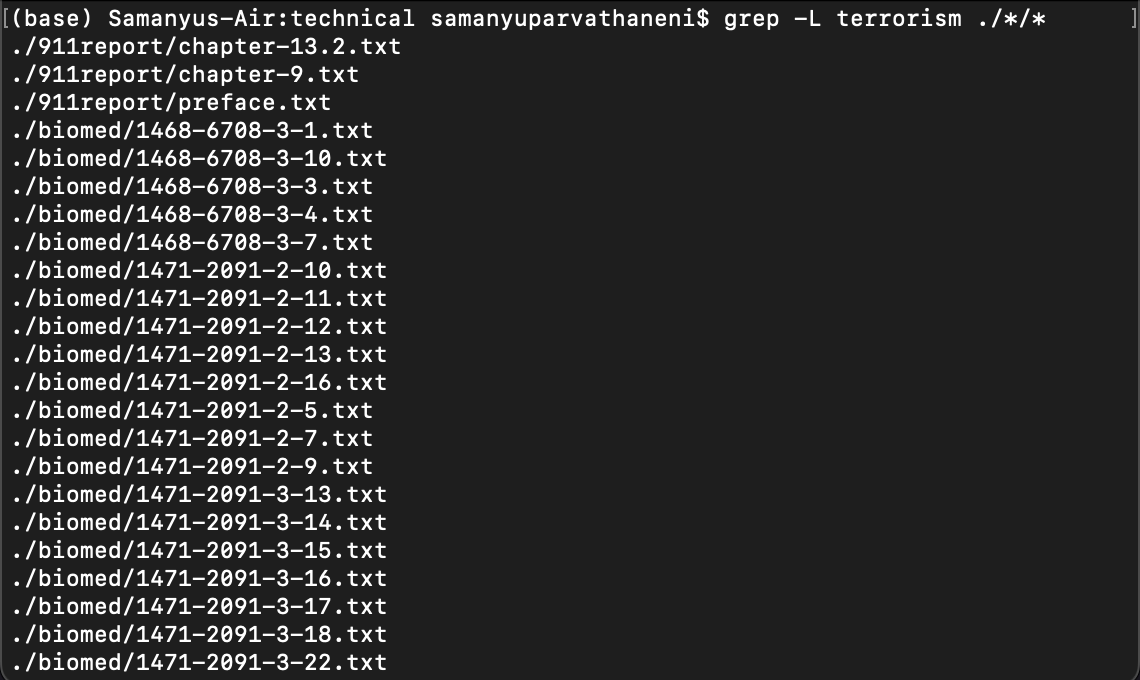 [(base) Samanyus-Air:technical samanyuparvathaneni$ grep -L terrorism ./*/* ]
./911report/chapter-13.2.txt
./911report/chapter-9.txt
./911report/preface.txt
./biomed/1468-6708-3-1.txt
./biomed/1468-6708-3-10.txt
./biomed/1468-6708-3-3.txt
./biomed/1468-6708-3-4.txt
./biomed/1468-6708-3-7.txt
./biomed/1471-2091-2-10.txt
./biomed/1471-2091-2-11.txt
./biomed/1471-2091-2-12.txt
./biomed/1471-2091-2-13.txt
./biomed/1471-2091-2-16.txt
./biomed/1471-2091-2-5.txt
./biomed/1471-2091-2-7.txt
./biomed/1471-2091-2-9.txt
./biomed/1471-2091-3-13.txt
./biomed/1471-2091-3-14.txt
./biomed/1471-2091-3-15.txt
./biomed/1471-2091-3-16.txt
./biomed/1471-2091-3-17.txt
./biomed/1471-2091-3-18.txt
./biomed/1471-2091-3-22.txt